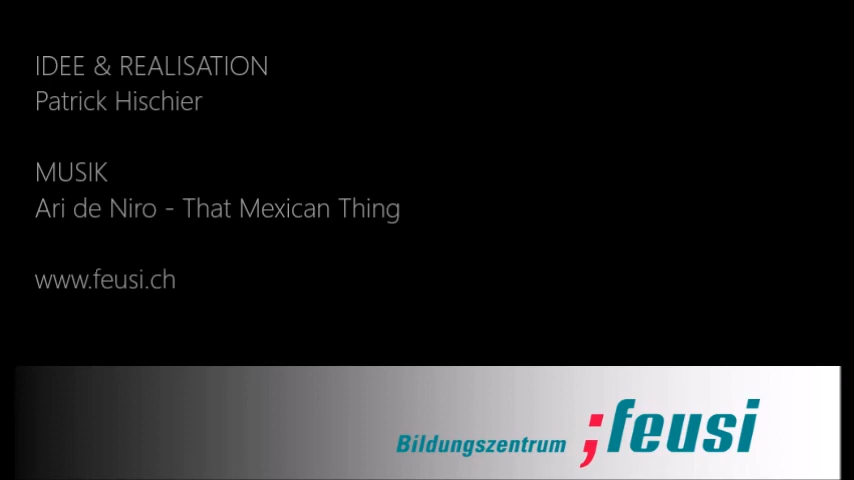 IDEE & REALISATION
Patrick Hischier
MUSIK
Ari de Niro - That Mexican Thing
www.feusi.ch
Bildungszentrum ;feusi